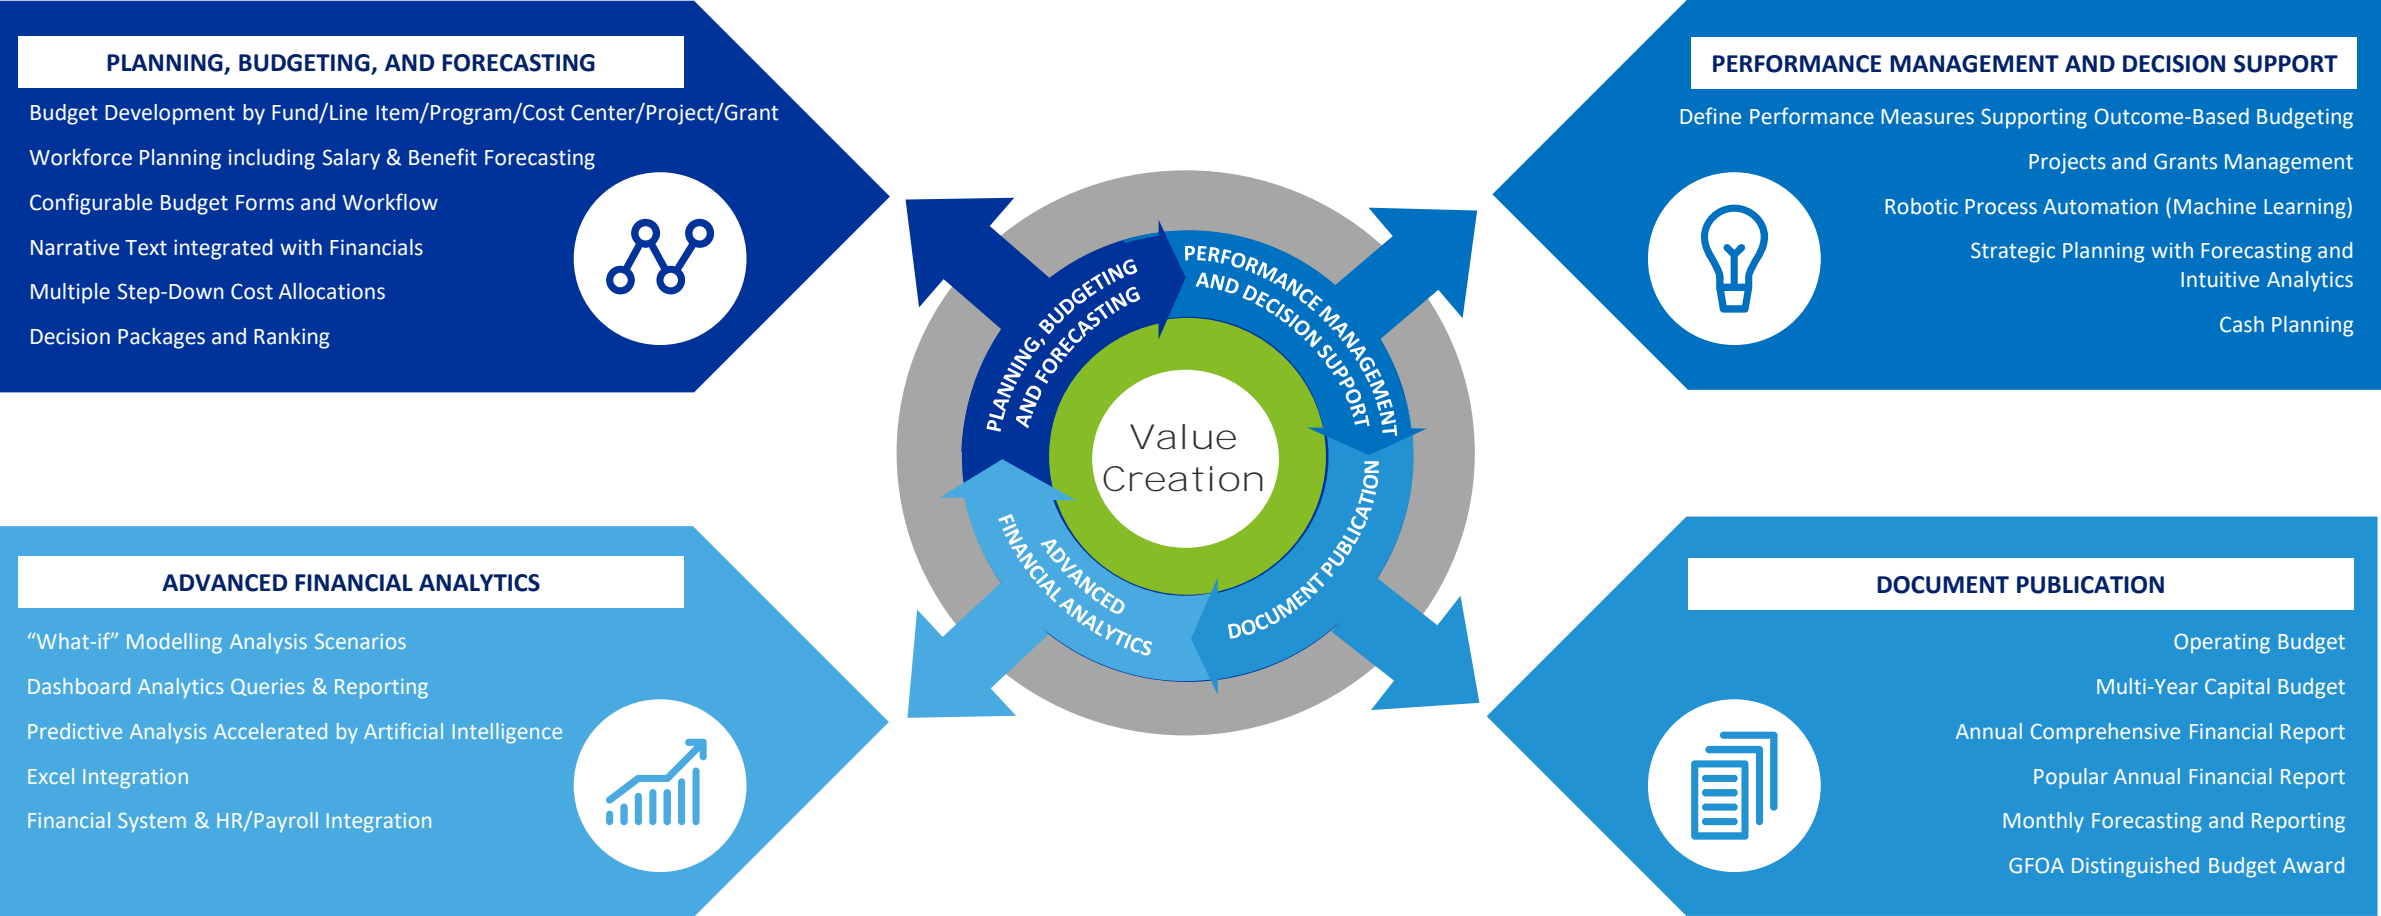 PLANNING, BUDGETING, AND FORECASTING
Budget Development by Fund/Line Item/Program/Cost Center/Project/Grant
Workforce Planning including Salary & Benefit Forecasting
Configurable Budget Forms and Workflow
Narrative Text integrated with Financials
Multiple Step-Down Cost Allocations
Decision Packages and Ranking
PERFORMANCE MANAGEMENT AND DECISION SUPPORT
Define Performance Measures Supporting Outcome-Based Budgeting
Projects and Grants Management
Robotic Process Automation (Machine Learning)
Strategic Planning with Forecasting and
Intuitive Analytics
Cash Planning
PLANNING, BUDGETING
AND FORECASTING
PERFORMANCE MANAGEMENT
AND DECISION SUPPORT
Value
Creation
ADVANCED
FINANCIAL ANALYTICS
DOCUMENT PUBLICATION
ADVANCED FINANCIAL ANALYTICS
“What-if” Modelling Analysis Scenarios
Dashboard Analytics Queries & Reporting
Predictive Analysis Accelerated by Artificial Intelligence
Excel Integration
Financial System & HR/Payroll Integration
DOCUMENT PUBLICATION
Operating Budget
Multi-Year Capital Budget
Annual Comprehensive Financial Report
Popular Annual Financial Report
Monthly Forecasting and Reporting
GFOA Distinguished Budget Award